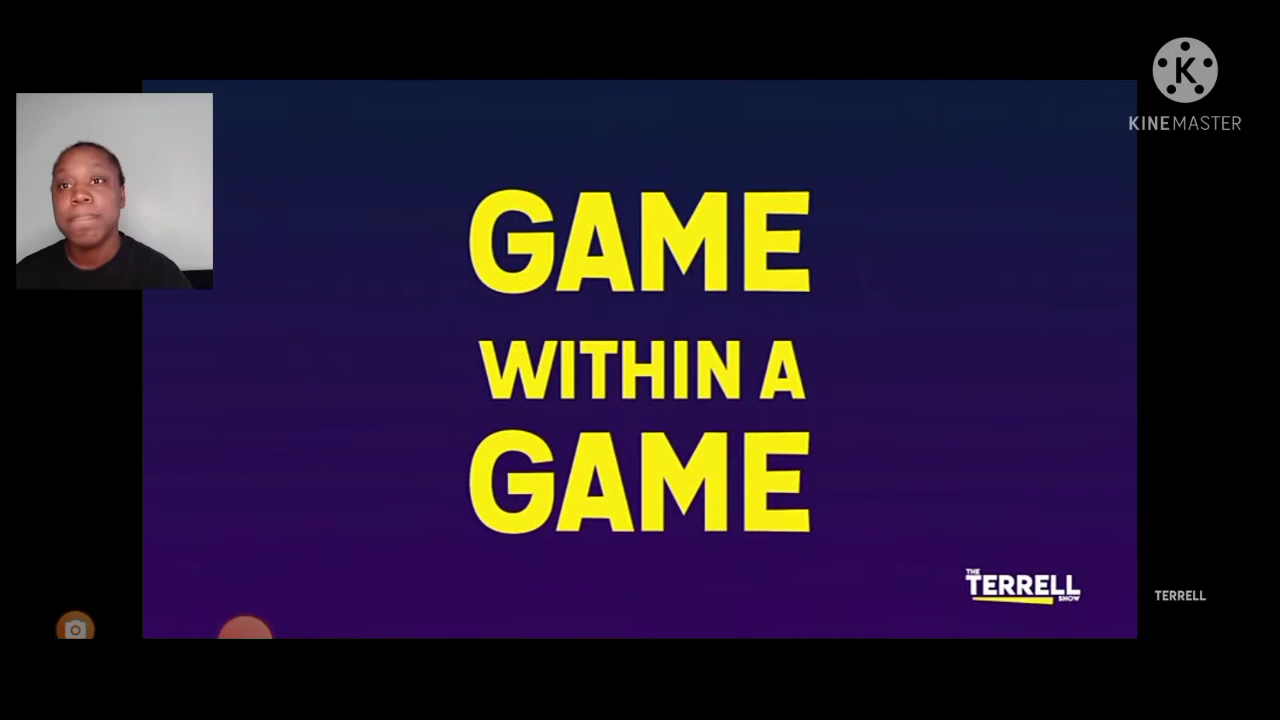 K
KINEMASTER
GAME
WITHIN A
GAME
THE
TERRELL
SHOW
TERRELL